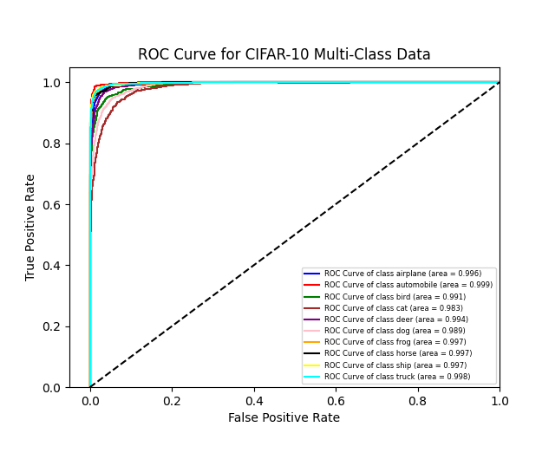 ROC Curve for CIFAR-10 Multi-Class Data
1.0
0.8
0.6
0.4
0.2
0.0
True Positive Rate
ROC Curve of class airplane (area = 0.996)
ROC Curve of class automobile (area = 0.999)
ROC Curve of class bird (area = 0.991)
ROC Curve of class cat (area = 0.983)
ROC Curve of class deer (area = 0.994)
ROC Curve of class dog (area = 0.989)
ROC Curve of class frog (area = 0.997)
ROC Curve of class horse (area = 0.997)
ROC Curve of class ship (area = 0.997)
ROC Curve of class truck (area = 0.998)
0.0 0.2 0.4 0.6 0.8 1.0
False Positive Rate